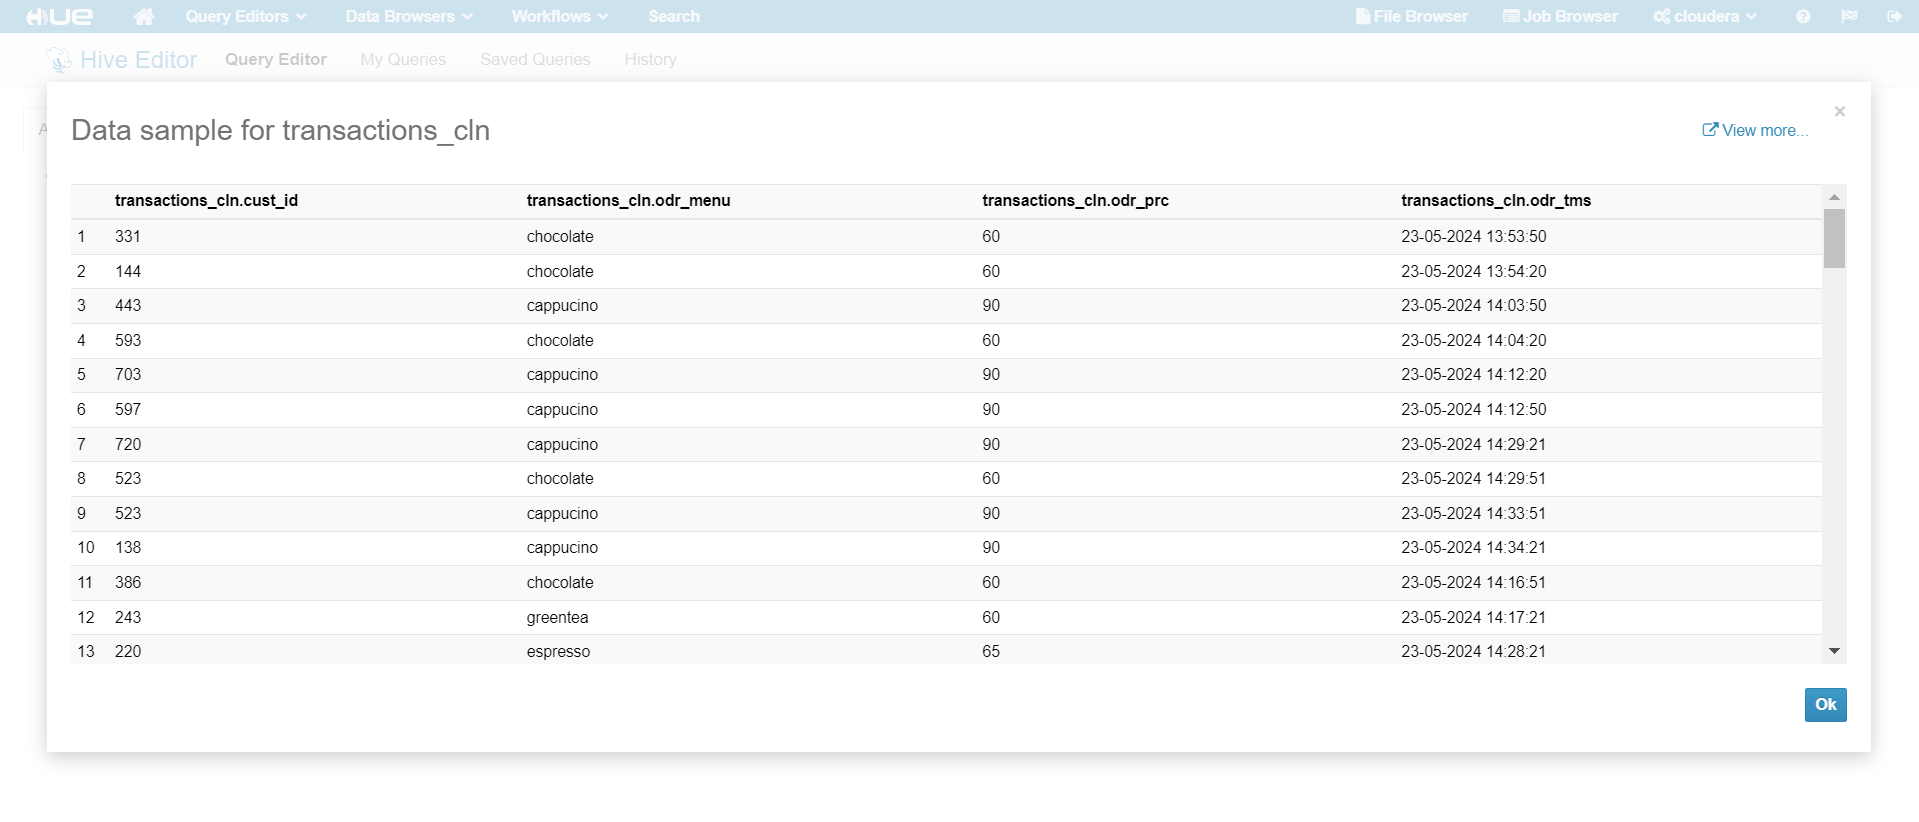 HUE Query Editors Data Browsers Workflows Search File Browser Job Browser cloudera
Hive Editor Query Editor My Queries Saved Queries History
A
Data sample for transactions_cln
View more...
×
transactions_cln.cust_id transactions_cln.odr_menu transactions_cln.odr_prc transactions_cln.odr_tms
1 331 chocolate 60 23-05-2024 13:53:50
2 144 chocolate 60 23-05-2024 13:54:20
3 443 cappucino 90 23-05-2024 14:03:50
4 593 chocolate 60 23-05-2024 14:04:20
5 703 cappucino 90 23-05-2024 14:12:20
6 597 cappucino 90 23-05-2024 14:12:50
7 720 cappucino 90 23-05-2024 14:29:21
8 523 chocolate 60 23-05-2024 14:29:51
9 523 cappucino 90 23-05-2024 14:33:51
10 138 cappucino 90 23-05-2024 14:34:21
11 386 chocolate 60 23-05-2024 14:16:51
12 243 greentea 60 23-05-2024 14:17:21
13 220 espresso 65 23-05-2024 14:28:21
Ok